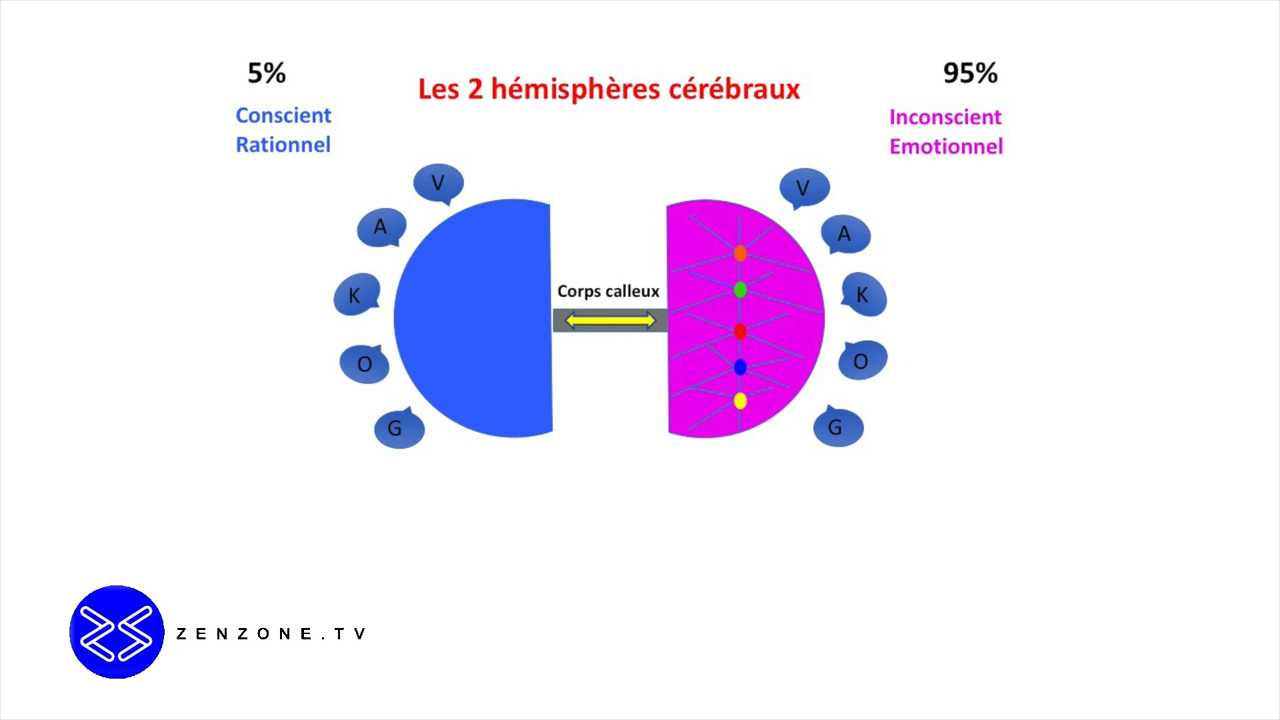 5%
Les 2 hémisphères cérébraux
95%
Conscient
Rationnel
Inconscient
Emotionnel
V
A
K
O
G
Corps calleux
V
A
K
O
G
ZENZONE.TV